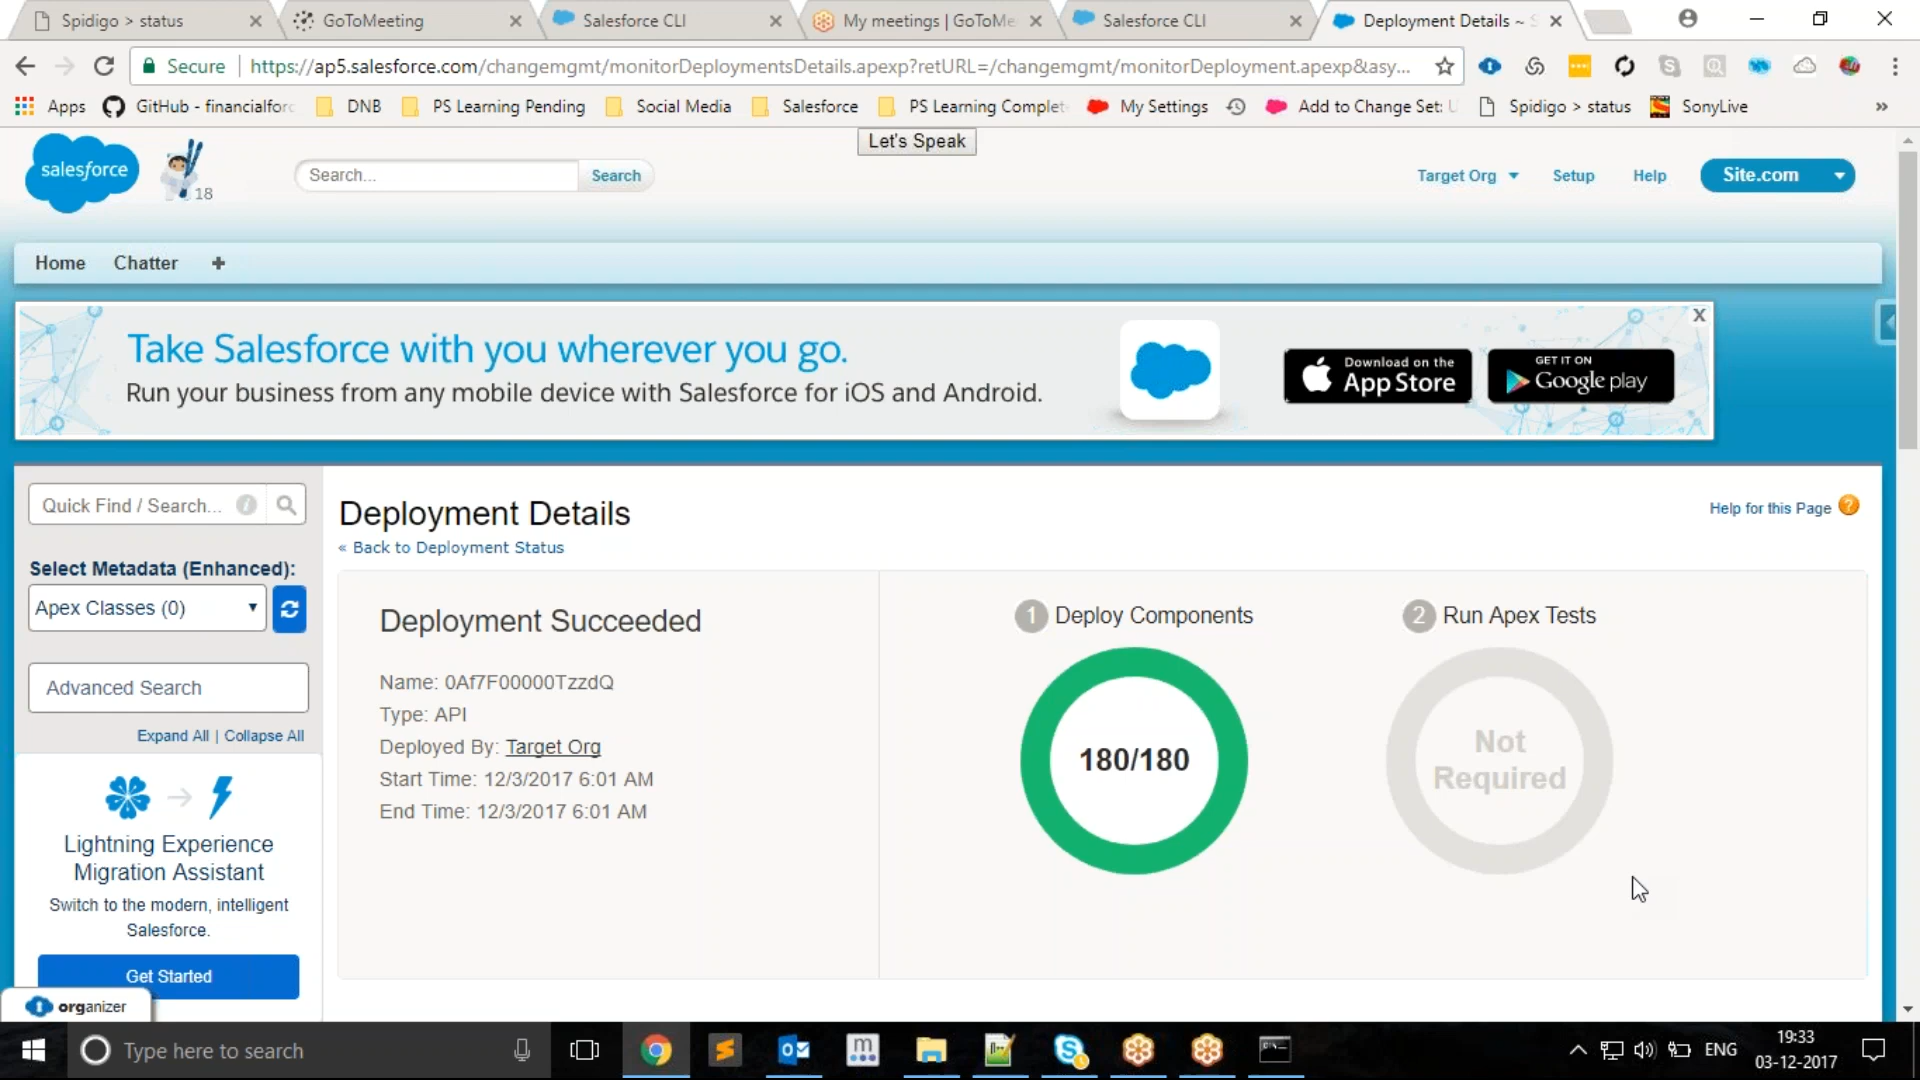 Spidigo > status
GoToMeeting
Salesforce CLI
My meetings | GoToMe
Salesforce CLI
Deployment Details ~ S
Secure
https://ap5.salesforce.com/changemgmt/monitorDeploymentsDetails.apexp?retURL=/changemgmt/monitorDeployment.apexp&asy...
Apps
GitHub - financialforc
DNB
PS Learning Pending
Social Media
Salesforce
PS Learning Complet
My Settings
Add to Change Set: U
Spidigo > status
SonyLive
»
Let's Speak
salesforce
18
Search...
Search
Target Org
Setup
Help
Site.com
Home
Chatter
+
Take Salesforce with you wherever you go.
Run your business from any mobile device with Salesforce for iOS and Android.
Download on the
App Store
GET IT ON
Google play
X
Quick Find / Search...
Select Metadata (Enhanced):
Apex Classes (0)
Advanced Search
Expand All | Collapse All
Lightning Experience
Migration Assistant
Switch to the modern, intelligent
Salesforce.
Get Started
organizer
Deployment Details
« Back to Deployment Status
Help for this Page
Deployment Succeeded
Name: 0Af7F00000TzzdQ
Type: API
Deployed By: Target Org
Start Time: 12/3/2017 6:01 AM
End Time: 12/3/2017 6:01 AM
1 Deploy Components
180/180
2 Run Apex Tests
Not
Required
Type here to search
ENG
19:33
03-12-2017